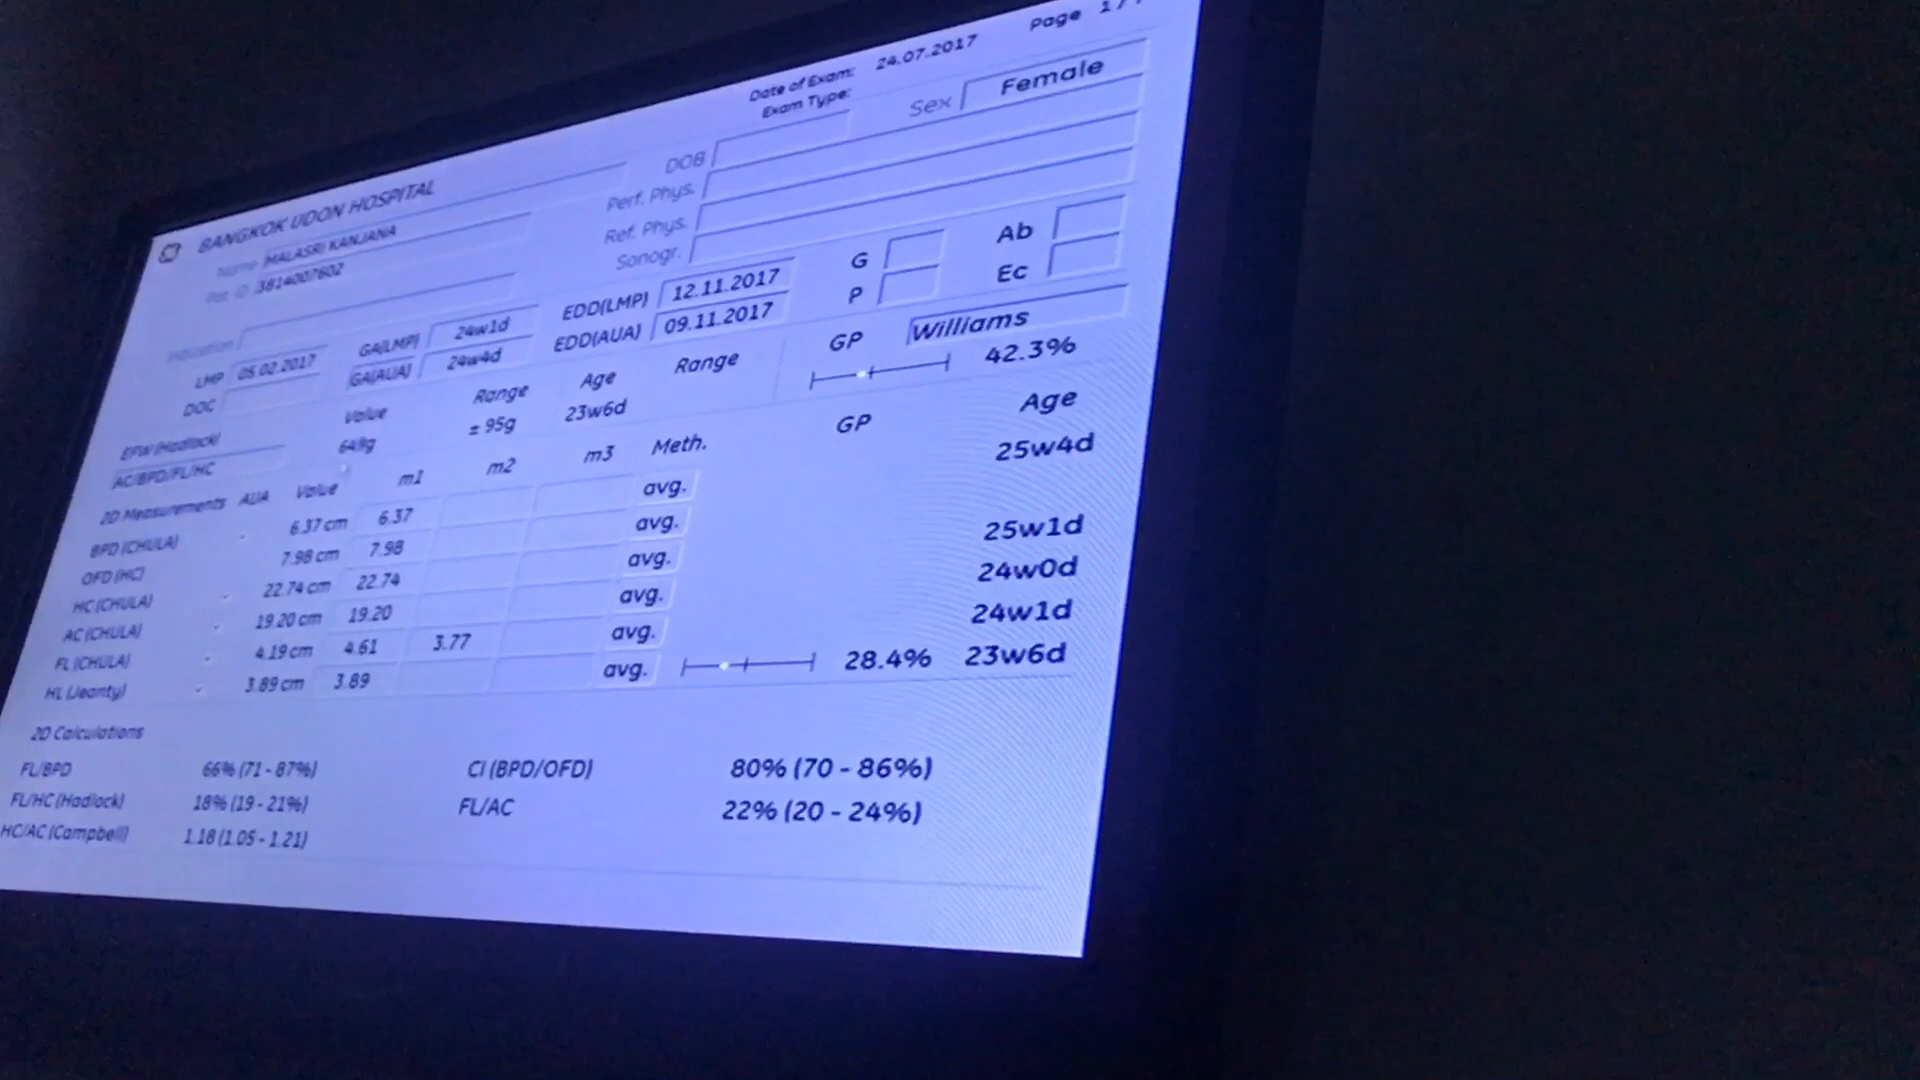 Page 1/
Date of Exam: 24.07.2017
Exam Type:
BANGKOK UDON HOSPITAL
Name MALASRI KANJANA
Pat. ID 3814007602
DOB
Sex Female
Perf. Phys.
Ref. Phys.
Sonogr.
Indication
LMP 05.02.2017 GA(LMP) 24w1d EDD(LMP) 12.11.2017 G Ab
DOC GA(AUA) 24w4d EDD(AUA) 09.11.2017 P Ec
EFW (Hadlock) Value Range Age Range GP Williams
AC/BPD/FL/HC 649g ± 95g 23w6d 42.3%
2D Measurements AUA Value m1 m2 m3 Meth. GP Age
BPD (CHULA) 6.37 cm 6.37 avg. 25w4d
OFD (HC) 7.98 cm 7.98 avg.
HC (CHULA) 22.74 cm 22.74 avg. 25w1d
AC (CHULA) 19.20 cm 19.20 avg. 24w0d
FL (CHULA) 4.19 cm 4.61 3.77 avg. 24w1d
HL (Jeanty) 3.89 cm 3.89 avg. 28.4% 23w6d
2D Calculations
FL/BPD 66% (71 - 87%) CI (BPD/OFD) 80% (70 - 86%)
FL/HC (Hadlock) 18% (19 - 21%) FL/AC 22% (20 - 24%)
HC/AC (Campbell) 1.18 (1.05 - 1.21)